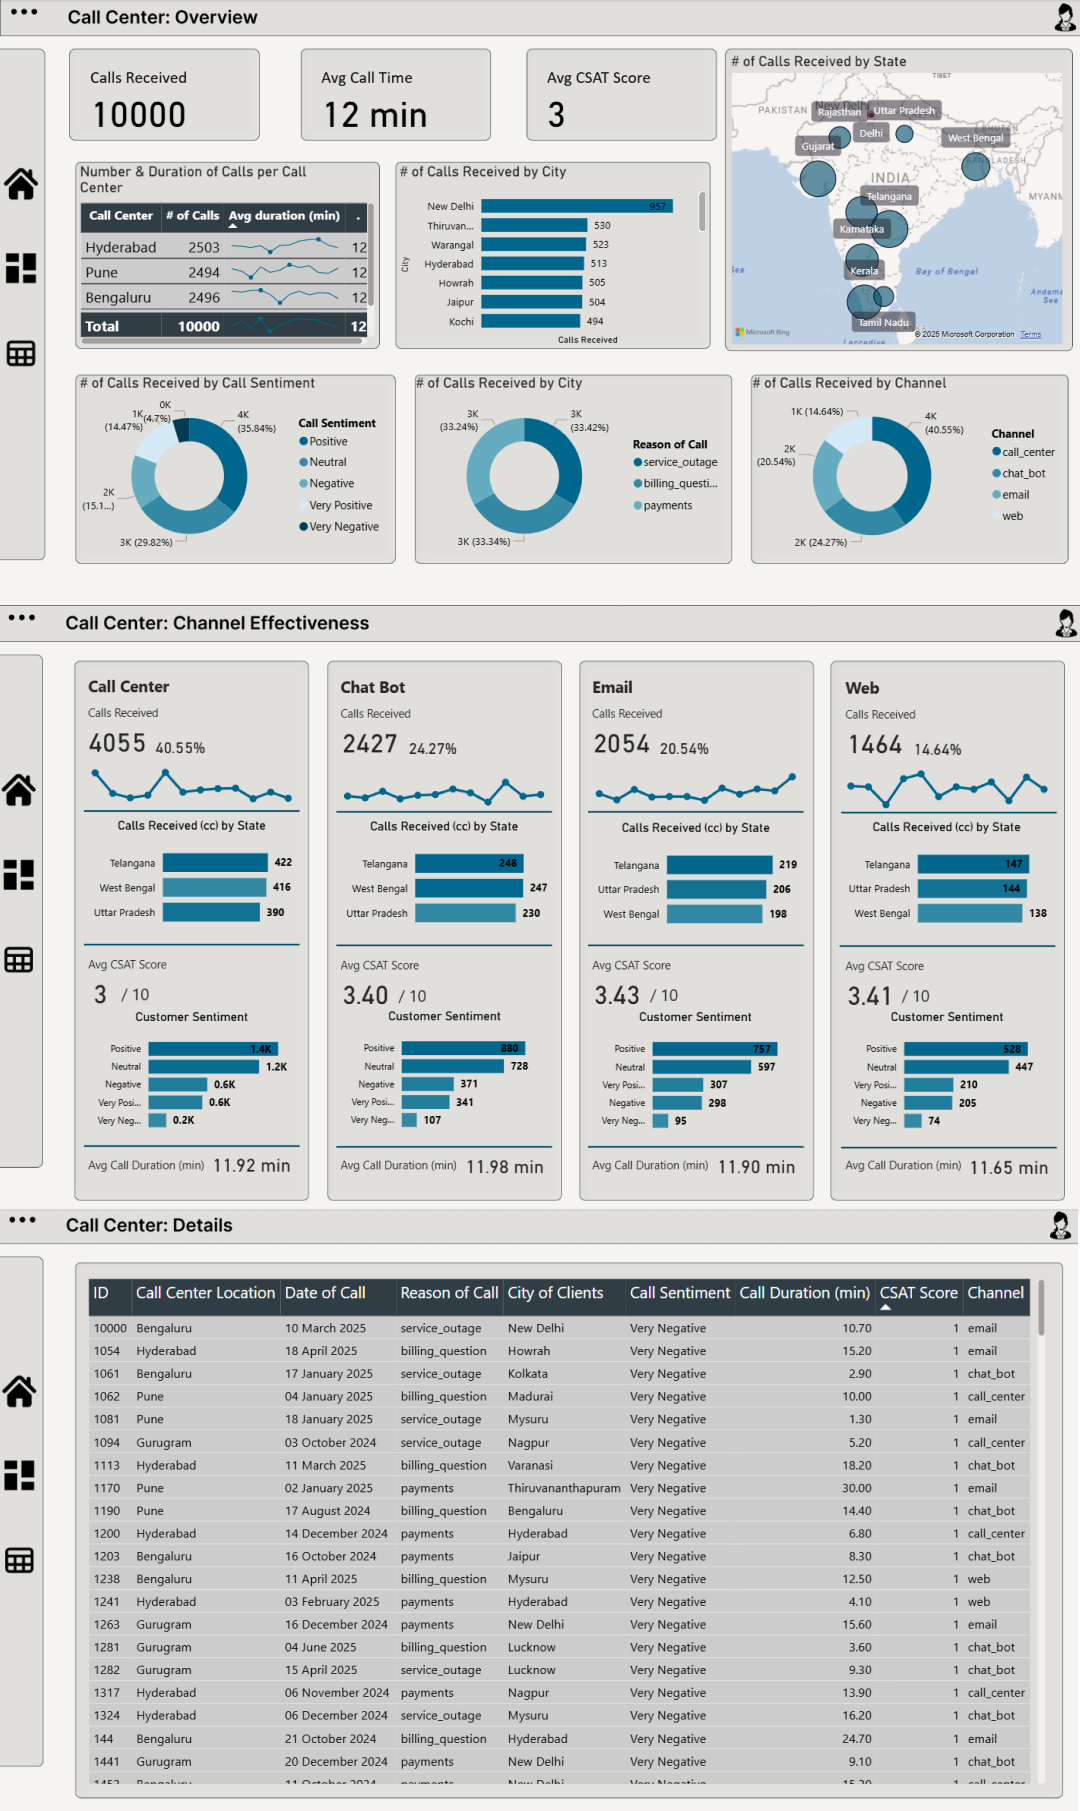 Call Center: Overview
Calls Received
10000
Avg Call Time
12 min
Avg CSAT Score
3
# of Calls Received by State
TIBET
PAKISTAN
New Delhi
Rajasthan
Uttar Pradesh
Delhi
West Bengal
BHUTAN
Gujarat
BANGLADESH
INDIA
MYANM
Telangana
Karnataka
Kerala
Sea
Bay of Bengal
Andama
Sea
Tamil Nadu
Microsoft Bing
© 2025 Microsoft Corporation Terms
Laccadive
Number & Duration of Calls per Call
Center
Call Center # of Calls Avg duration (min) .
Hyderabad 2503 12
Pune 2494 12
Bengaluru 2496 12
Total 10000 12
# of Calls Received by City
City
New Delhi 957
Thiruvan... 530
Warangal 523
Hyderabad 513
Howrah 505
Jaipur 504
Kochi 494
Calls Received
# of Calls Received by Call Sentiment
0K
(4.7%)
1K
(14.47%)
4K
(35.84%)
2K
(15.1...)
3K (29.82%)
Call Sentiment
Positive
Neutral
Negative
Very Positive
Very Negative
# of Calls Received by City
3K
(33.24%)
3K
(33.42%)
3K (33.34%)
Reason of Call
service_outage
billing_questi...
payments
# of Calls Received by Channel
1K (14.64%)
4K
(40.55%)
2K
(20.54%)
2K (24.27%)
Channel
call_center
chat_bot
email
web
Call Center: Channel Effectiveness
Call Center
Calls Received
4055 40.55%
Calls Received (cc) by State
Telangana 422
West Bengal 416
Uttar Pradesh 390
Avg CSAT Score
3 / 10
Customer Sentiment
Positive 1.4K
Neutral 1.2K
Negative 0.6K
Very Posi... 0.6K
Very Neg... 0.2K
Avg Call Duration (min) 11.92 min
Chat Bot
Calls Received
2427 24.27%
Calls Received (cc) by State
Telangana 248
West Bengal 247
Uttar Pradesh 230
Avg CSAT Score
3.40 / 10
Customer Sentiment
Positive 880
Neutral 728
Negative 371
Very Posi... 341
Very Neg... 107
Avg Call Duration (min) 11.98 min
Email
Calls Received
2054 20.54%
Calls Received (cc) by State
Telangana 219
Uttar Pradesh 206
West Bengal 198
Avg CSAT Score
3.43 / 10
Customer Sentiment
Positive 757
Neutral 597
Very Posi... 307
Negative 298
Very Neg... 95
Avg Call Duration (min) 11.90 min
Web
Calls Received
1464 14.64%
Calls Received (cc) by State
Telangana 147
Uttar Pradesh 144
West Bengal 138
Avg CSAT Score
3.41 / 10
Customer Sentiment
Positive 528
Neutral 447
Very Posi... 210
Negative 205
Very Neg... 74
Avg Call Duration (min) 11.65 min
Call Center: Details
ID Call Center Location Date of Call Reason of Call City of Clients Call Sentiment Call Duration (min) CSAT Score Channel
10000 Bengaluru 10 March 2025 service_outage New Delhi Very Negative 10.70 1 email
1054 Hyderabad 18 April 2025 billing_question Howrah Very Negative 15.20 1 email
1061 Bengaluru 17 January 2025 service_outage Kolkata Very Negative 2.90 1 chat_bot
1062 Pune 04 January 2025 billing_question Madurai Very Negative 10.00 1 call_center
1081 Pune 18 January 2025 service_outage Mysuru Very Negative 1.30 1 email
1094 Gurugram 03 October 2024 service_outage Nagpur Very Negative 5.20 1 call_center
1113 Hyderabad 11 March 2025 billing_question Varanasi Very Negative 18.20 1 chat_bot
1170 Pune 02 January 2025 payments Thiruvananthapuram Very Negative 30.00 1 email
1190 Pune 17 August 2024 billing_question Bengaluru Very Negative 14.40 1 chat_bot
1200 Hyderabad 14 December 2024 payments Hyderabad Very Negative 6.80 1 call_center
1203 Bengaluru 16 October 2024 payments Jaipur Very Negative 8.30 1 chat_bot
1238 Bengaluru 11 April 2025 billing_question Mysuru Very Negative 12.50 1 web
1241 Hyderabad 03 February 2025 payments Hyderabad Very Negative 4.10 1 web
1263 Gurugram 16 December 2024 payments New Delhi Very Negative 15.60 1 email
1281 Gurugram 04 June 2025 billing_question Lucknow Very Negative 3.60 1 chat_bot
1282 Gurugram 15 April 2025 service_outage Lucknow Very Negative 9.30 1 chat_bot
1317 Hyderabad 06 November 2024 payments Nagpur Very Negative 13.90 1 call_center
1324 Hyderabad 06 December 2024 service_outage Mysuru Very Negative 16.20 1 chat_bot
144 Bengaluru 21 October 2024 billing_question Hyderabad Very Negative 24.70 1 email
1441 Gurugram 20 December 2024 payments New Delhi Very Negative 9.10 1 chat_bot